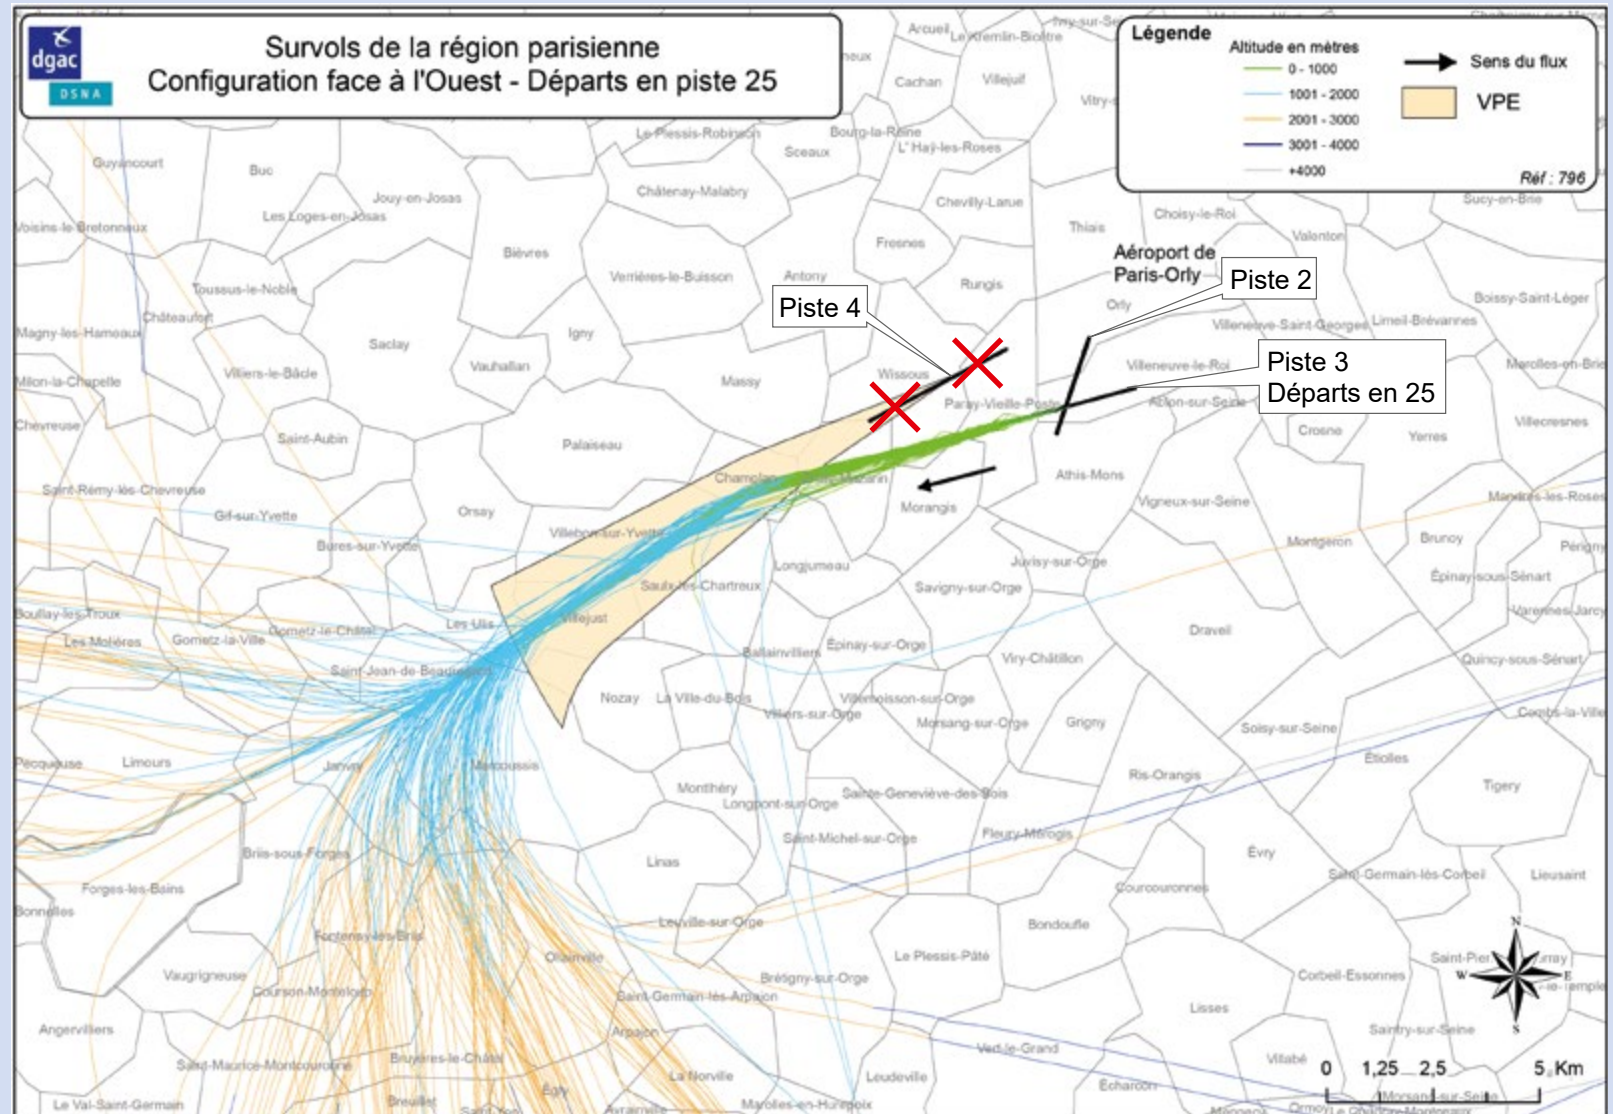 dgac
DSNA
Survols de la région parisienne
Configuration face à l'Ouest - Départs en piste 25
Légende
Altitude en mètres
0 - 1000
1001 - 2000
2001 - 3000
3001 - 4000
+4000
Sens du flux
VPE
Réf : 796
Arcueil
Le Kremlin-Bicêtre
Cachan
Villejuif
Guyancourt
Buc
Le Plessis-Robinson
Bourg-la-Reine
Sceaux
L' Haÿ-les-Roses
Jouy-en-Josas
Les Loges-en-Josas
Châtenay-Malabry
Chevilly-Larue
Choisy-le-Roi
Sucy-en-Brie
Voisins-le-Bretonneux
Thiais
Valenton
Bièvres
Fresnes
Aéroport de
Paris-Orly
Verrières-le-Buisson
Antony
Rungis
Piste 2
Toussus-le-Noble
Piste 4
Orly
Boissy-Saint-Léger
Châteaufort
Villeneuve-Saint-Georges
Limeil-Brévannes
Magny-les-Hameaux
Saclay
Igny
Vauhallan
Villeneuve-le-Roi
Piste 3
Départs en 25
Marolles-en-Brie
Milon-la-Chapelle
Villiers-le-Bâcle
Massy
Wissous
Paray-Vieille-Poste
Ablon-sur-Seine
Chevreuse
Saint-Aubin
Palaiseau
Crosne
Yerres
Villecresnes
Saint-Rémy-lès-Chevreuse
Champlan
Athis-Mons
Mandres-les-Roses
Gif-sur-Yvette
Orsay
Morangis
Vigneux-sur-Seine
Villebon-sur-Yvette
Bures-sur-Yvette
Montgeron
Brunoy
Périgny
Longjumeau
Juvisy-sur-Orge
Saulx-les-Chartreux
Savigny-sur-Orge
Épinay-sous-Sénart
Boullay-les-Troux
Varennes-Jarcy
Les Molières
Gometz-la-Ville
Gometz-le-Châtel
Les Ulis
Villejust
Draveil
Saint-Jean-de-Beauregard
Ballainvilliers
Épinay-sur-Orge
Viry-Châtillon
Quincy-sous-Sénart
Nozay
La Ville-du-Bois
Villemoisson-sur-Orge
Villiers-sur-Orge
Morsang-sur-Orge
Grigny
Soisy-sur-Seine
Combs-la-Ville
Pecqueuse
Limours
Janvry
Marcoussis
Étiolles
Montlhéry
Longpont-sur-Orge
Sainte-Geneviève-des-Bois
Ris-Orangis
Tigery
Saint-Michel-sur-Orge
Fleury-Mérogis
Briis-sous-Forges
Linas
Évry
Forges-les-Bains
Courcouronnes
Saint-Germain-lès-Corbeil
Lieusaint
Bonnelles
Leuville-sur-Orge
Bondoufle
Fontenay-les-Briis
N
Ollainville
Le Plessis-Pâté
Saint-Pier
Vaugrigneuse
Brétigny-sur-Orge
Corbeil-Essonnes
W
E
Courson-Monteloup
Saint-Germain-lès-Arpajon
Lisses
Angervilliers
Arpajon
S
Saintry-sur-Seine
Saint-Maurice-Montcouronne
Bruyères-le-Châtel
Vert-le-Grand
Villabé
La Norville
Leudeville
0
1,25
2,5
5 Km
Écharcon
Égly
Le Val-Saint-Germain
Breuillet
Marolles-en-Hurepoix
Morsang-sur-Seine